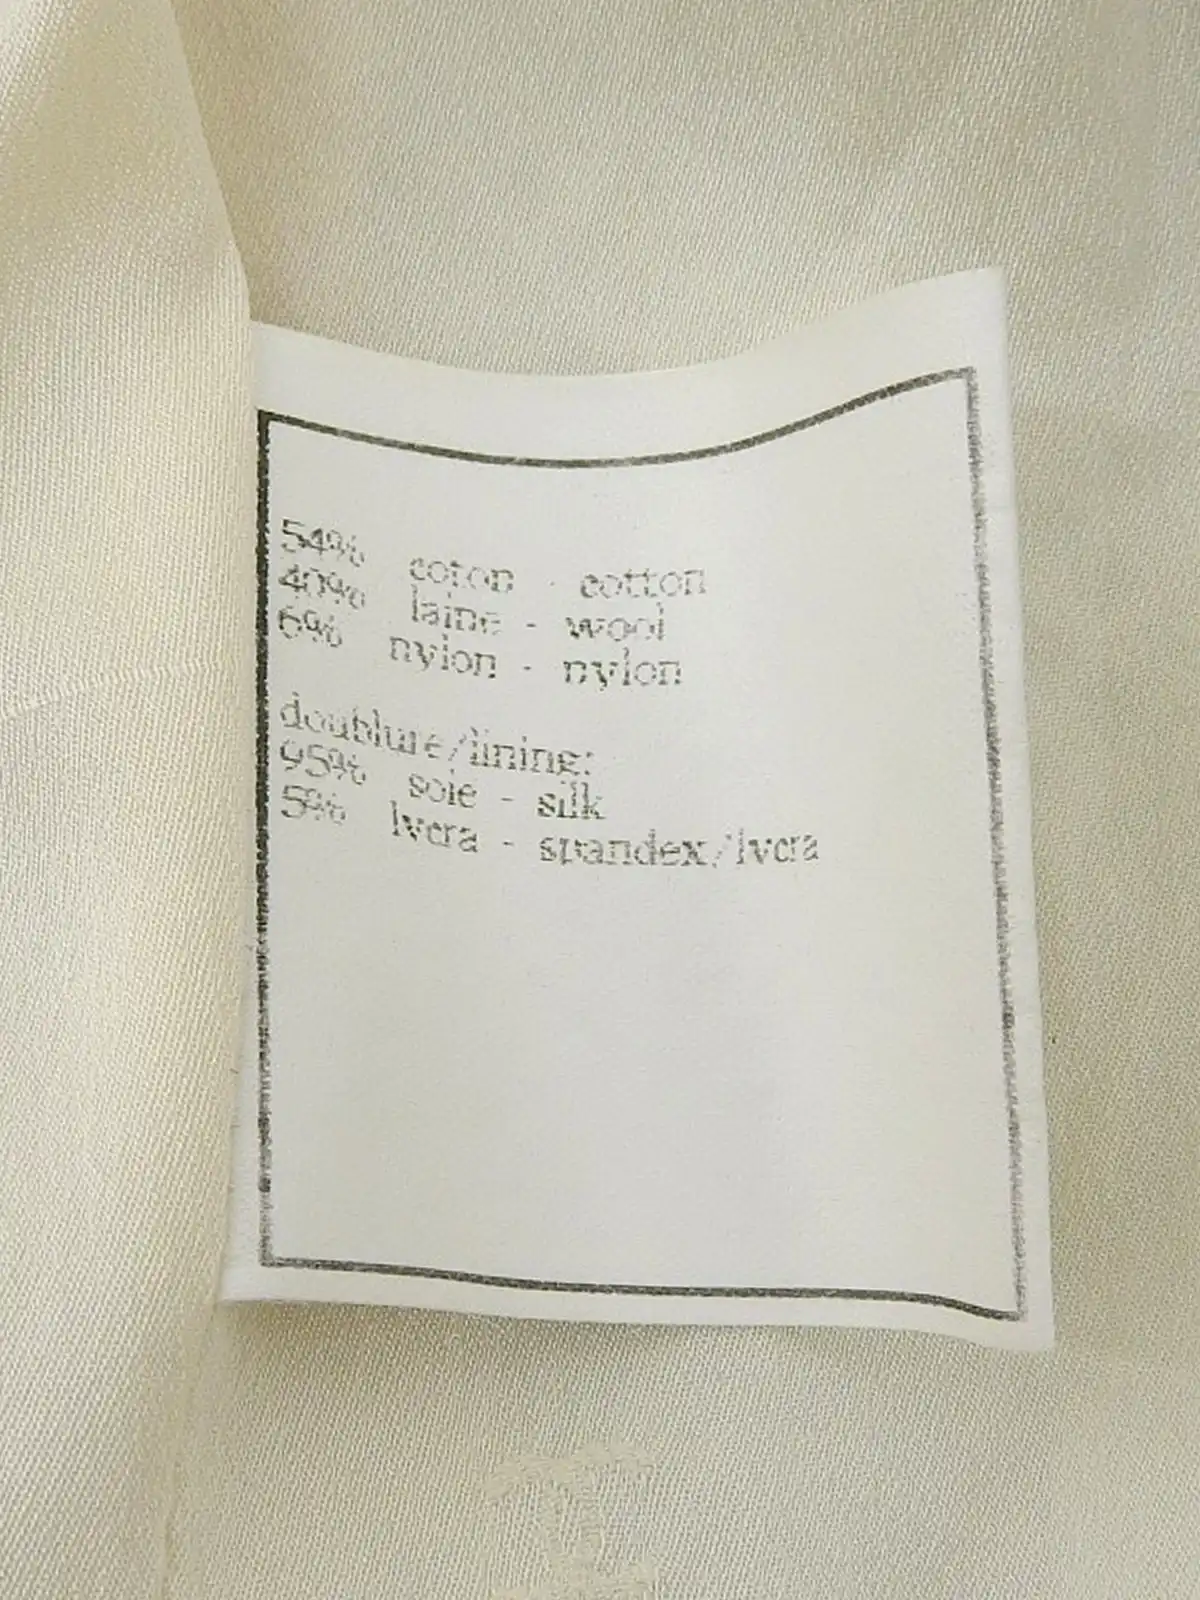 54% coton - cotton
40% laine - wool
6% nylon - nylon
doublure/lining:
95% soie - silk
5% lycra - spandex/lycra